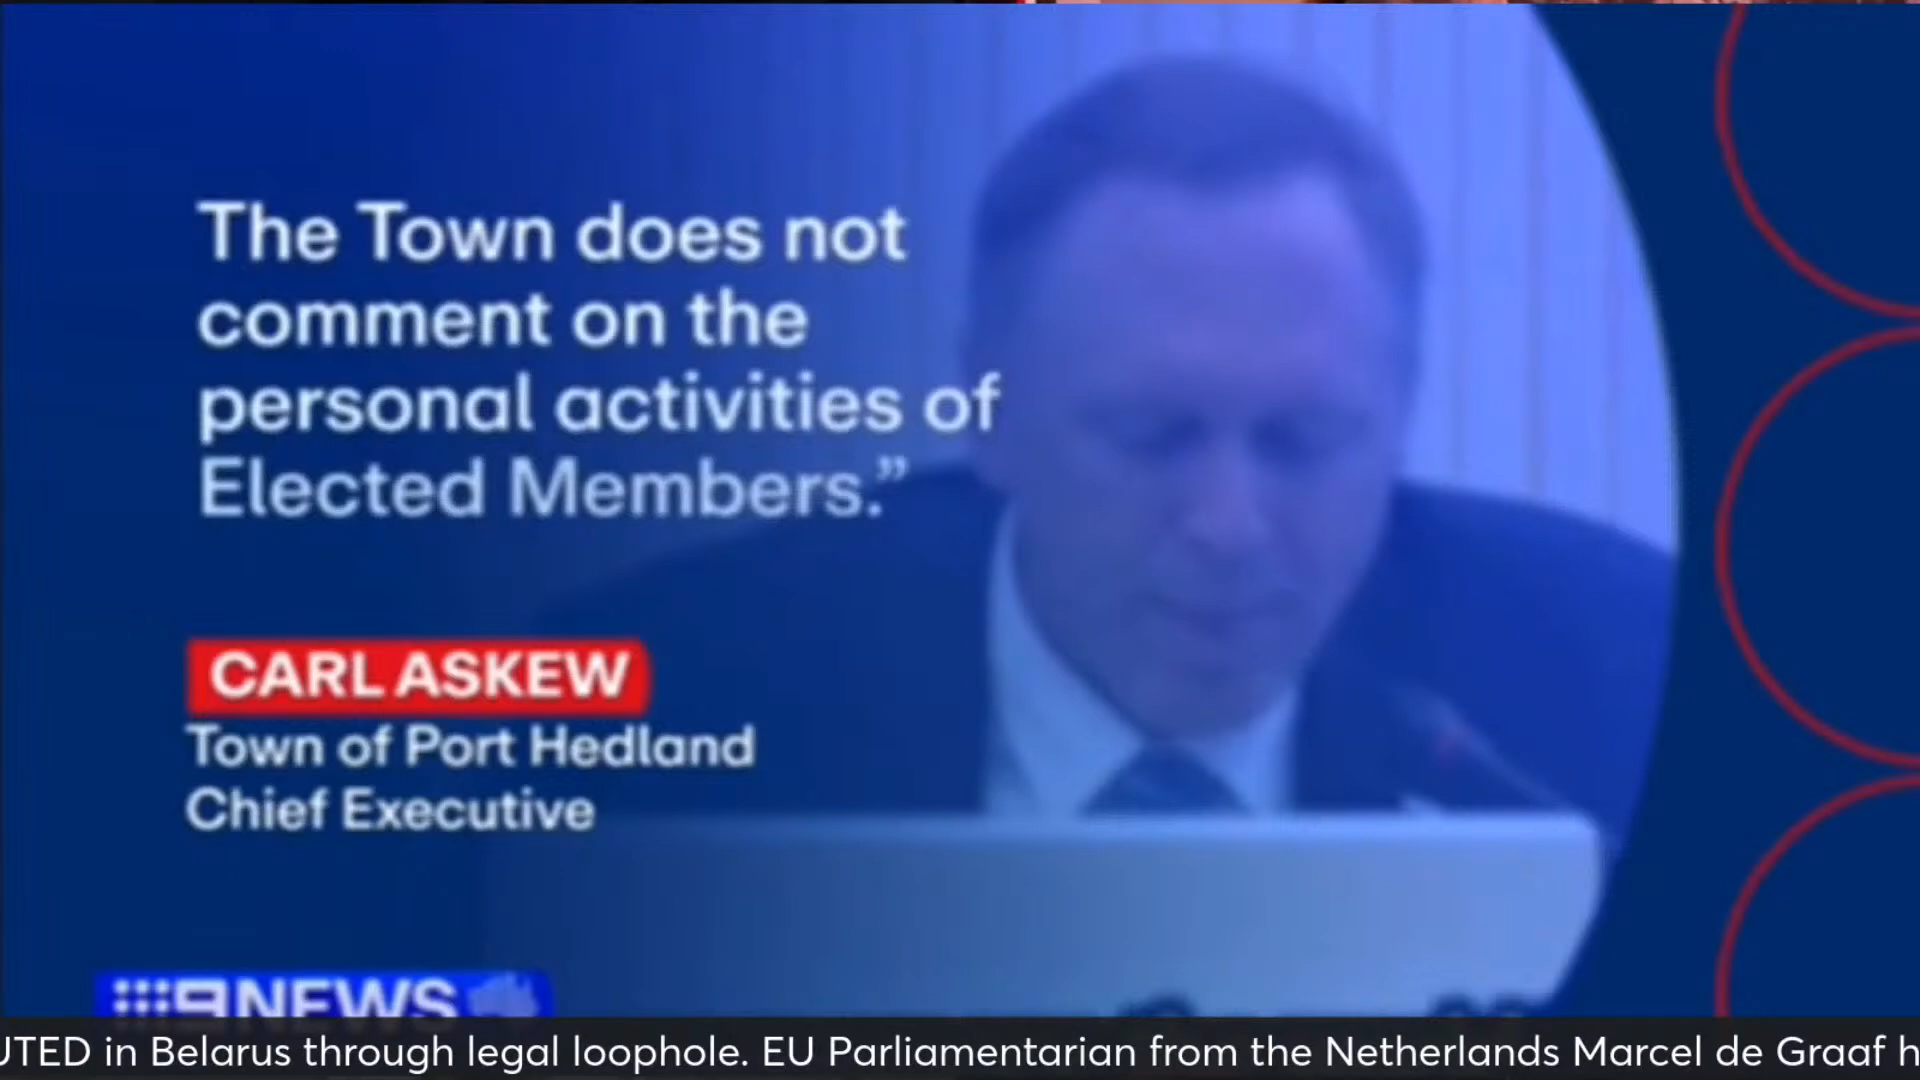 The Town does not
comment on the
personal activities of
Elected Members.”
CARL ASKEW
Town of Port Hedland
Chief Executive
9NEWS
UTED in Belarus through legal loophole. EU Parliamentarian from the Netherlands Marcel de Graaf h